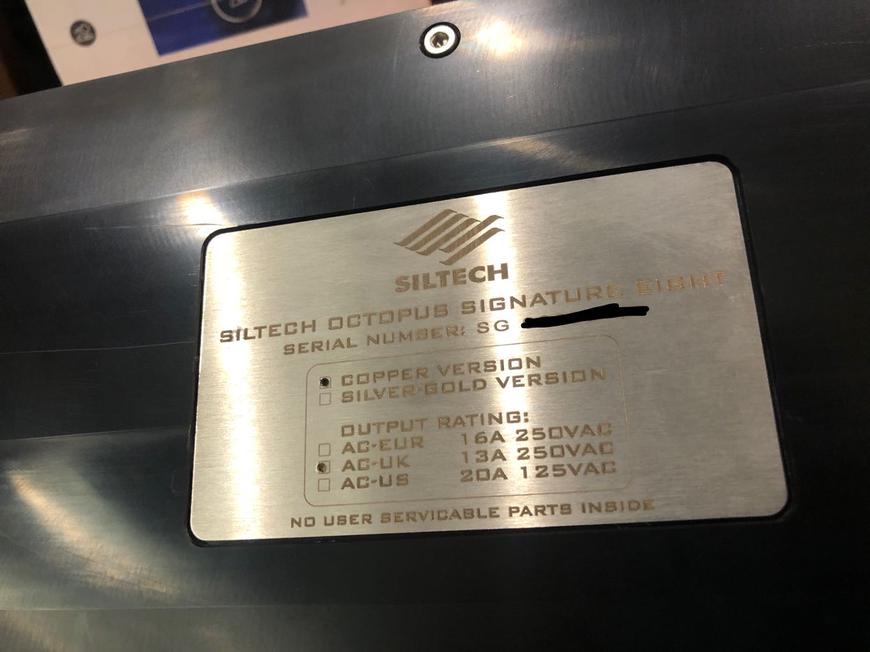 SILTECH
SILTECH OCTOPUS SIGNATURE EIGHT
SERIAL NUMBER: SG
COPPER VERSION
SILVER-GOLD VERSION
OUTPUT RATING:
AC-EUR 16A 250VAC
AC-UK 13A 250VAC
AC-US 20A 125VAC
NO USER SERVICABLE PARTS INSIDE